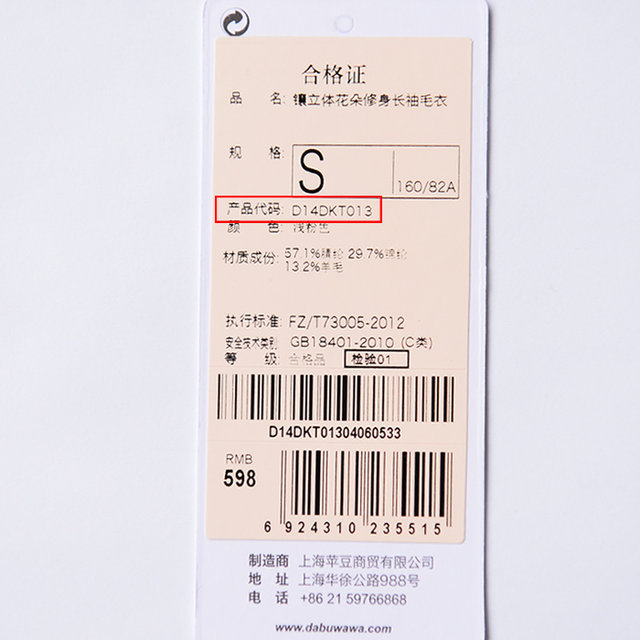 合格证
品 名: 镶立体花朵修身长袖毛衣
规 格: S 160/82A
产品代码: D14DKT013
颜 色: 浅粉色
材质成份: 57.1%腈纶 29.7%锦纶
13.2%羊毛
执行标准: FZ/T73005-2012
安全技术类别: GB18401-2010 (C类)
等 级: 合格品 检验01
D14DKT01304060533
RMB
598
6 924310 235515
制造商 上海苹豆商贸有限公司
地 址 上海华徐公路988号
电 话 +86 21 59766868
www.dabuwawa.com